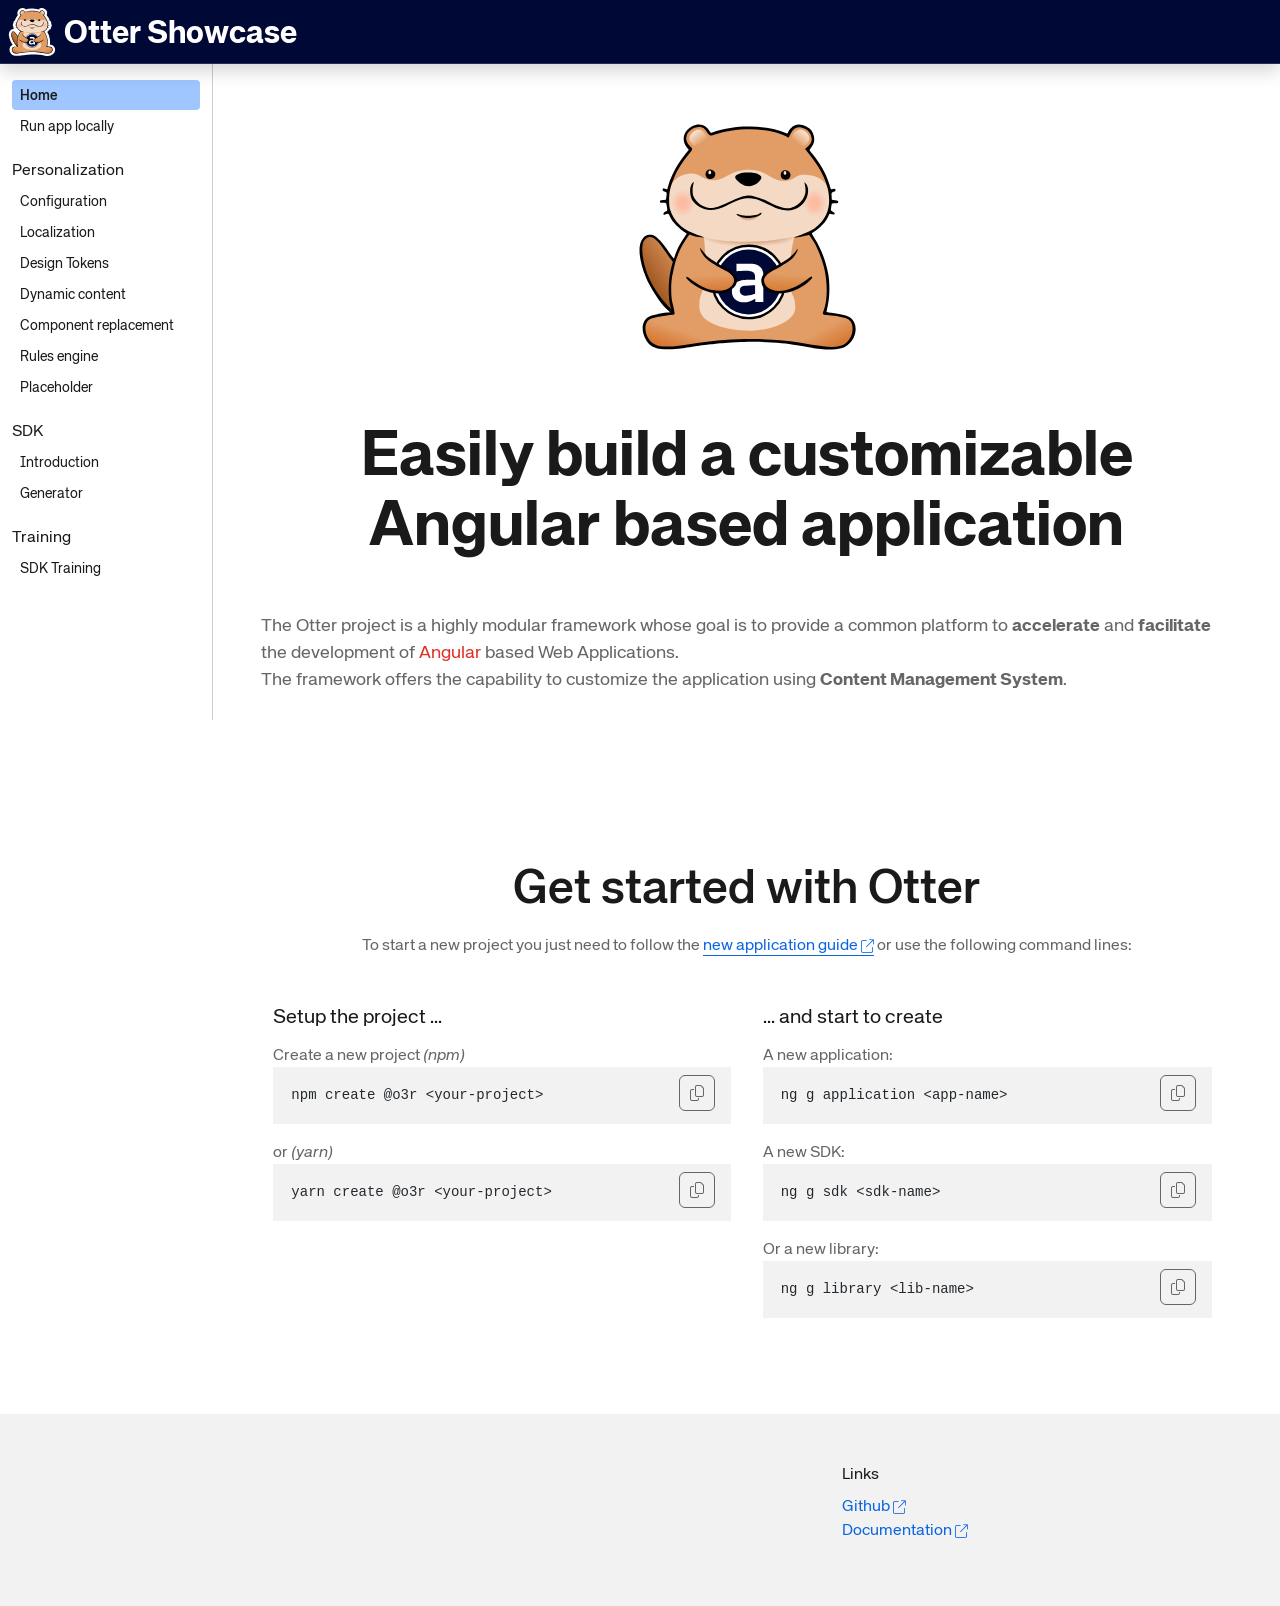 Otter Showcase
Home
Run app locally
Personalization
Configuration
Localization
Design Tokens
Dynamic content
Component replacement
Rules engine
Placeholder
SDK
Introduction
Generator
Training
SDK Training
a
Easily build a customizable
Angular based application
The Otter project is a highly modular framework whose goal is to provide a common platform to accelerate and facilitate
the development of Angular based Web Applications.
The framework offers the capability to customize the application using Content Management System.
Get started with Otter
To start a new project you just need to follow the new application guide or use the following command lines:
Setup the project ...
Create a new project (npm)
npm create @o3r <your-project>
or (yarn)
yarn create @o3r <your-project>
... and start to create
A new application:
ng g application <app-name>
A new SDK:
ng g sdk <sdk-name>
Or a new library:
ng g library <lib-name>
Links
Github
Documentation